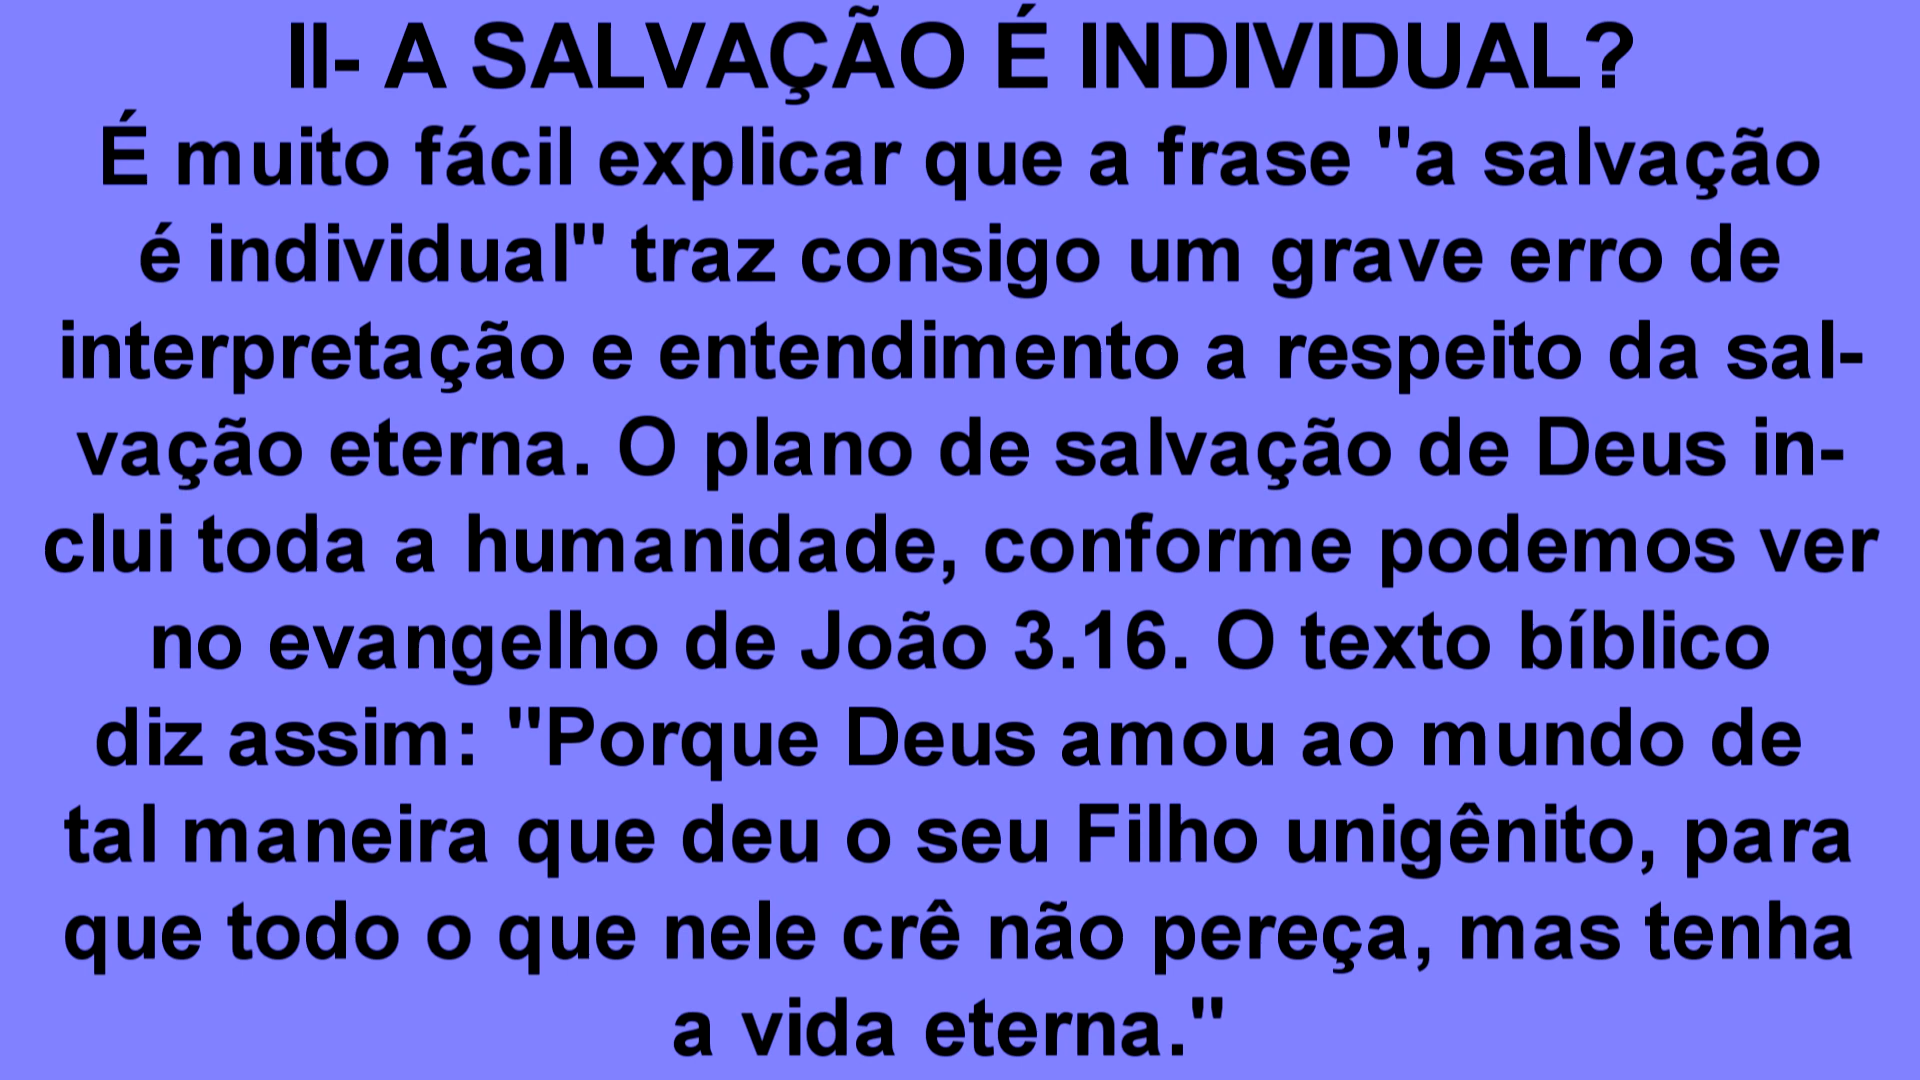 II- A SALVAÇÃO É INDIVIDUAL?
É muito fácil explicar que a frase "a salvação
é individual" traz consigo um grave erro de
interpretação e entendimento a respeito da sal-
vação eterna. O plano de salvação de Deus in-
clui toda a humanidade, conforme podemos ver
no evangelho de João 3.16. O texto bíblico
diz assim: "Porque Deus amou ao mundo de
tal maneira que deu o seu Filho unigênito, para
que todo o que nele crê não pereça, mas tenha
a vida eterna."